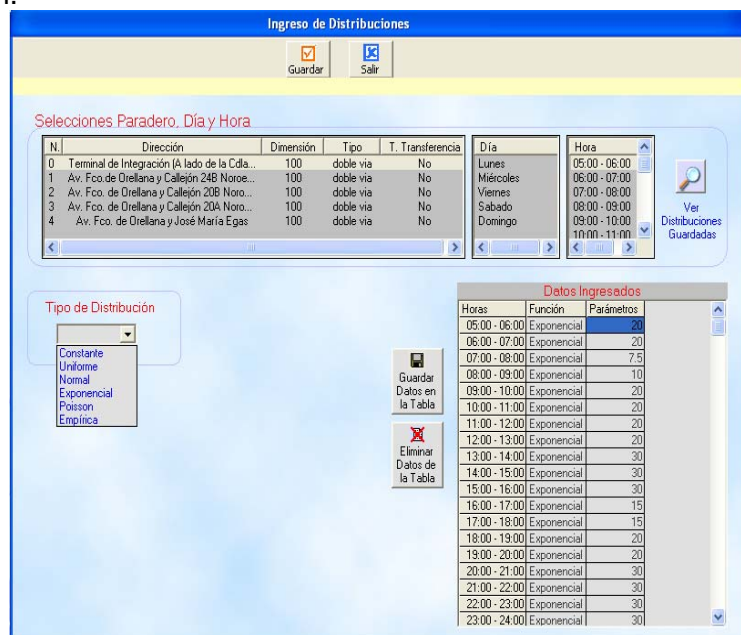 Ingreso de Distribuciones
Guardar Salir
Selecciones Paradero, Día y Hora
N. Dirección Dimensión Tipo T. Transferencia
0 Terminal de Integración (A lado de la Cdla... 100 doble via No
1 Av. Fco.de Orellana y Callejón 24B Noroe... 100 doble via No
2 Av. Fco. de Orellana y Callejón 20B Noro... 100 doble via No
3 Av. Fco. de Orellana y Callejón 20A Noro... 100 doble via No
4 Av. Fco. de Orellana y José María Egas 100 doble via No
Día
Lunes
Miércoles
Viernes
Sabado
Domingo
Hora
05:00 - 06:00
06:00 - 07:00
07:00 - 08:00
08:00 - 09:00
09:00 - 10:00
10:00 - 11:00
Ver
Distribuciones
Guardadas
Tipo de Distribución
Constante
Uniforme
Normal
Exponencial
Poisson
Empírica
Guardar
Datos en
la Tabla
Eliminar
Datos de
la Tabla
Datos Ingresados
Horas Función Parámetros
05:00 - 06:00 Exponencial 20
06:00 - 07:00 Exponencial 20
07:00 - 08:00 Exponencial 7.5
08:00 - 09:00 Exponencial 10
09:00 - 10:00 Exponencial 20
10:00 - 11:00 Exponencial 20
11:00 - 12:00 Exponencial 20
12:00 - 13:00 Exponencial 20
13:00 - 14:00 Exponencial 30
14:00 - 15:00 Exponencial 30
15:00 - 16:00 Exponencial 30
16:00 - 17:00 Exponencial 15
17:00 - 18:00 Exponencial 15
18:00 - 19:00 Exponencial 20
19:00 - 20:00 Exponencial 20
20:00 - 21:00 Exponencial 30
21:00 - 22:00 Exponencial 30
22:00 - 23:00 Exponencial 30
23:00 - 24:00 Exponencial 30